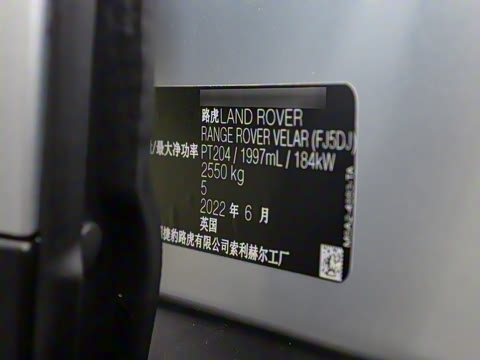 路虎LAND ROVER
RANGE ROVER VELAR (FJ5DJ)
/最大净功率 PT204 / 1997mL / 184kW
2550 kg
5
2022 年 6 月
英国
捷豹路虎有限公司索利赫尔工厂